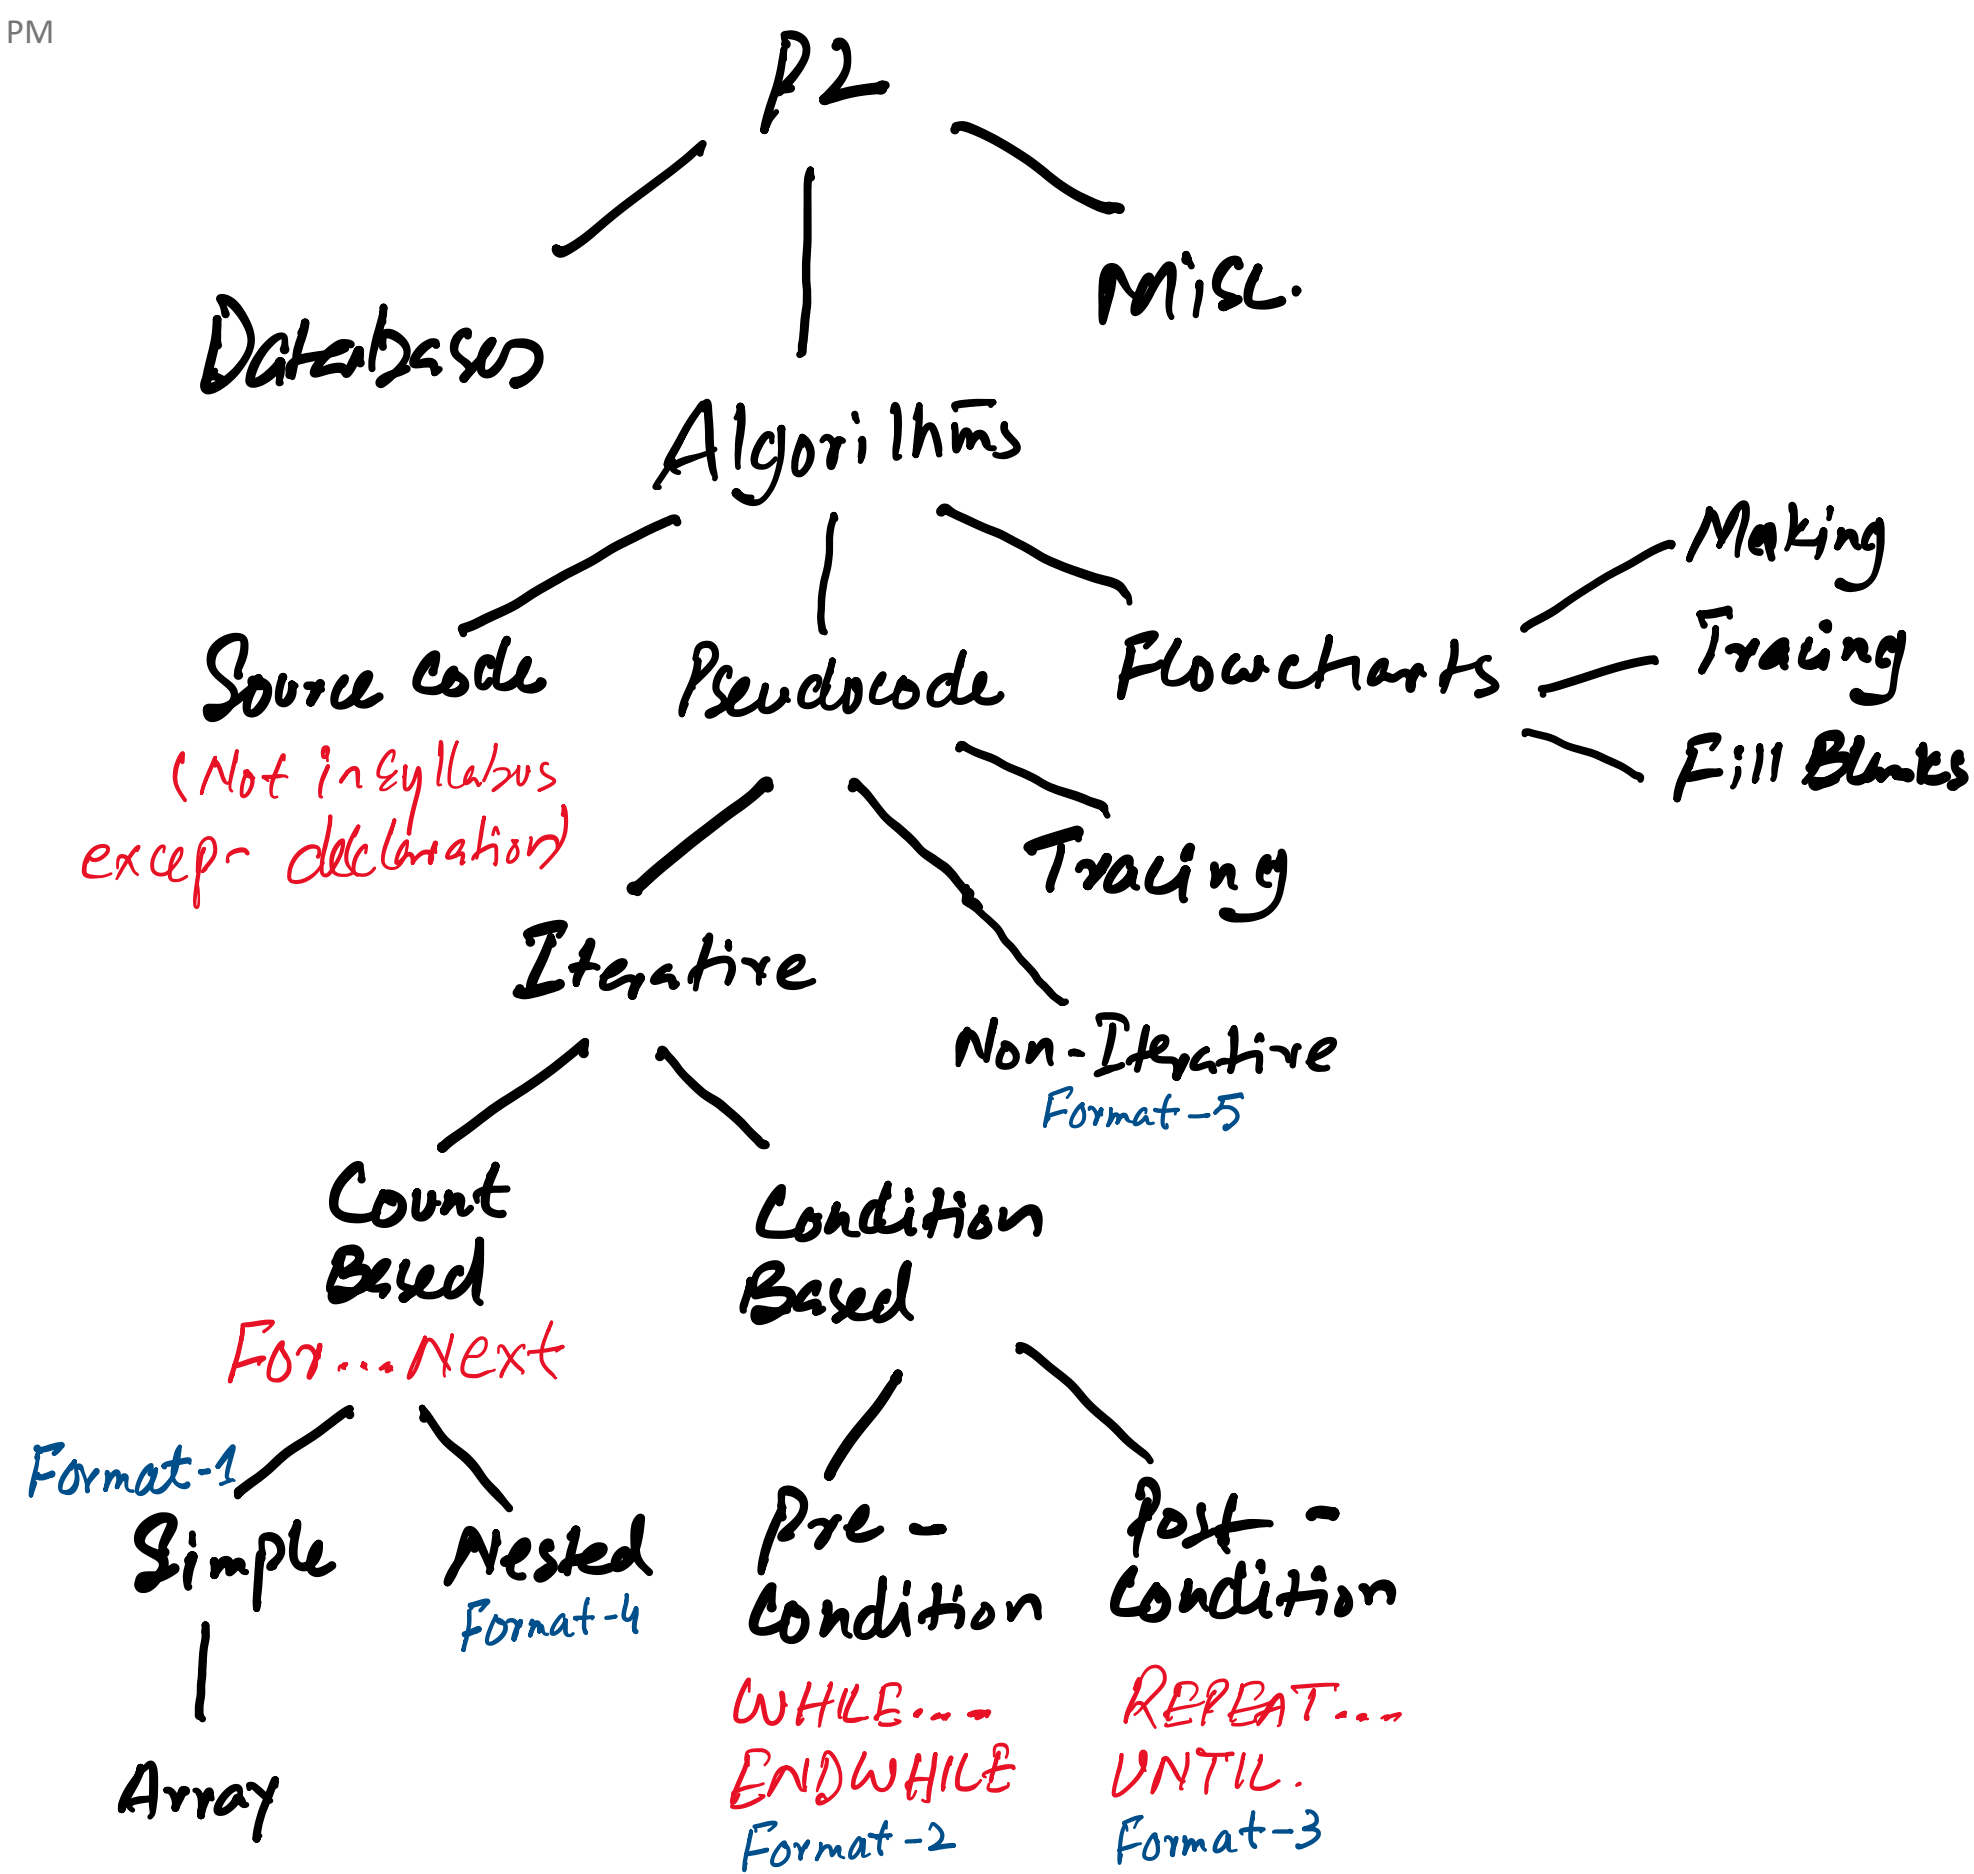 PM
P2
Databases
Misc.
Algorithms
Source Code
(Not in syllabus
excep- declaration)
Pseudocode
Flowcharts
Making
Tracing
Fill Blanks
Iterative
Tracing
Non-Iterative
Format-5
Count
Based
For...Next
Condition
Based
Format-1
Simple
Nested
Format-4
Array
Pre-
Condition
WHILE....
ENDWHILE
Format-2
Post-
Condition
REPEAT...
UNTIL.
Format-3